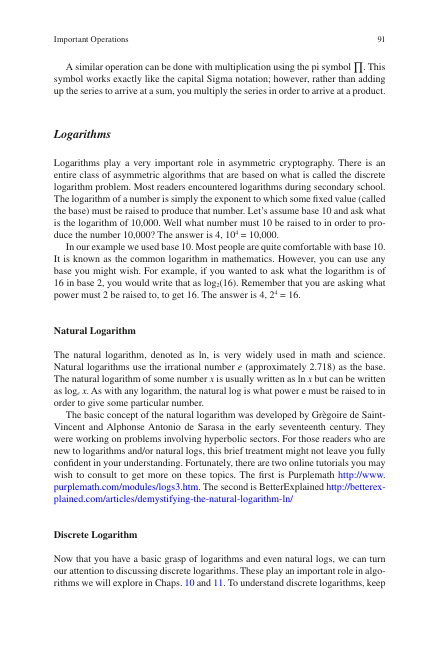 Important Operations 91
A similar operation can be done with multiplication using the pi symbol ∏. This
symbol works exactly like the capital Sigma notation; however, rather than adding
up the series to arrive at a sum, you multiply the series in order to arrive at a product.
Logarithms
Logarithms play a very important role in asymmetric cryptography. There is an
entire class of asymmetric algorithms that are based on what is called the discrete
logarithm problem. Most readers encountered logarithms during secondary school.
The logarithm of a number is simply the exponent to which some fixed value (called
the base) must be raised to produce that number. Let's assume base 10 and ask what
is the logarithm of 10,000. Well what number must 10 be raised to in order to pro-
duce the number 10,000? The answer is 4, 10⁴ = 10,000.
In our example we used base 10. Most people are quite comfortable with base 10.
It is known as the common logarithm in mathematics. However, you can use any
base you might wish. For example, if you wanted to ask what the logarithm is of
16 in base 2, you would write that as log₂(16). Remember that you are asking what
power must 2 be raised to, to get 16. The answer is 4, 2⁴ = 16.
Natural Logarithm
The natural logarithm, denoted as ln, is very widely used in math and science.
Natural logarithms use the irrational number e (approximately 2.718) as the base.
The natural logarithm of some number x is usually written as ln x but can be written
as logₑ x. As with any logarithm, the natural log is what power e must be raised to in
order to give some particular number.
The basic concept of the natural logarithm was developed by Grègoire de Saint-
Vincent and Alphonse Antonio de Sarasa in the early seventeenth century. They
were working on problems involving hyperbolic sectors. For those readers who are
new to logarithms and/or natural logs, this brief treatment might not leave you fully
confident in your understanding. Fortunately, there are two online tutorials you may
wish to consult to get more on these topics. The first is Purplemath http://www.
purplemath.com/modules/logs3.htm. The second is BetterExplained http://betterex-
plained.com/articles/demystifying-the-natural-logarithm-ln/
Discrete Logarithm
Now that you have a basic grasp of logarithms and even natural logs, we can turn
our attention to discussing discrete logarithms. These play an important role in algo-
rithms we will explore in Chaps. 10 and 11. To understand discrete logarithms, keep